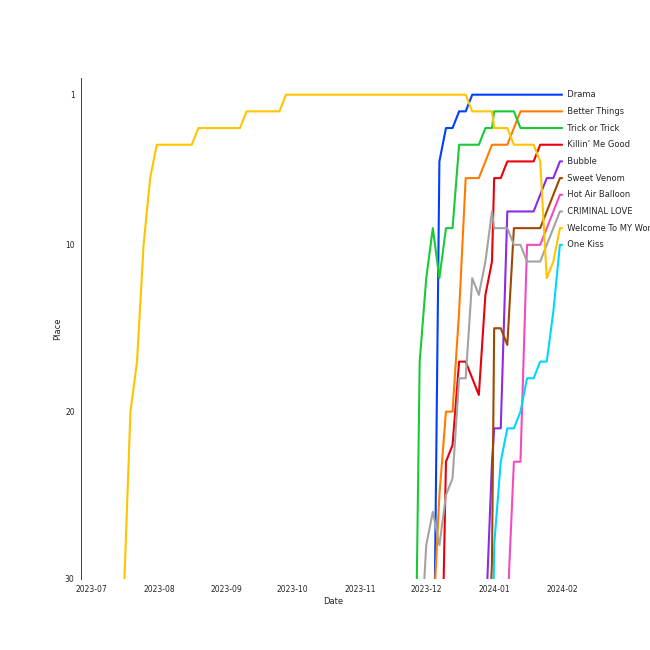 1
10
20
30
Place
2023-07 2023-08 2023-09 2023-10 2023-11 2023-12 2024-01 2024-02
Date
Drama
Better Things
Trick or Trick
Killin' Me Good
Bubble
Sweet Venom
Hot Air Balloon
CRIMINAL LOVE
Welcome To MY Wor
One Kiss